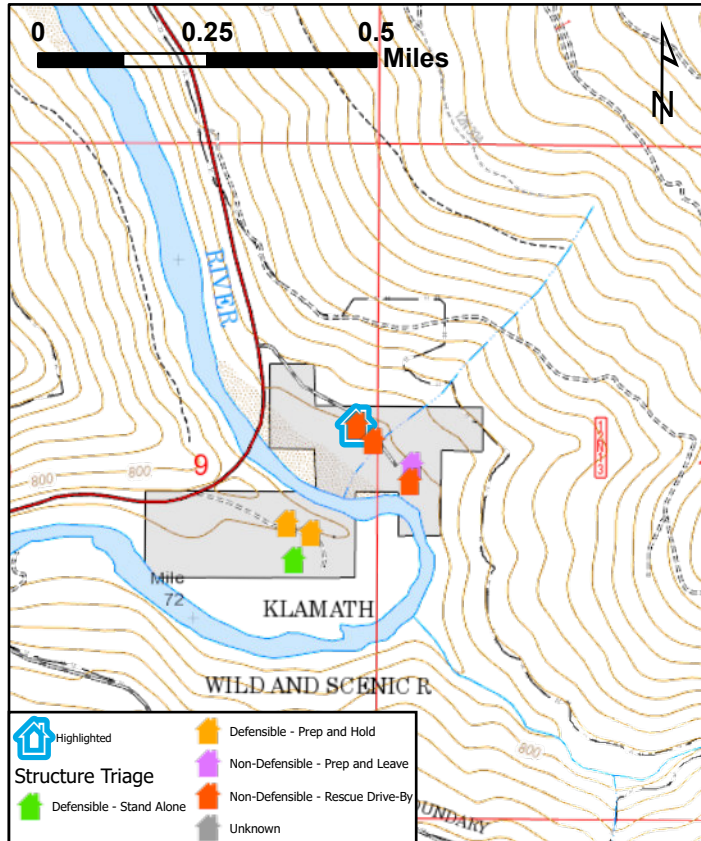 0 0.25 0.5
Miles
N
RIVER
12N13
9
800 800
Mile
72
KLAMATH
WILD AND SCENIC R
800
OUNDARY
Highlighted
Structure Triage
Defensible - Stand Alone
Defensible - Prep and Hold
Non-Defensible - Prep and Leave
Non-Defensible - Rescue Drive-By
Unknown